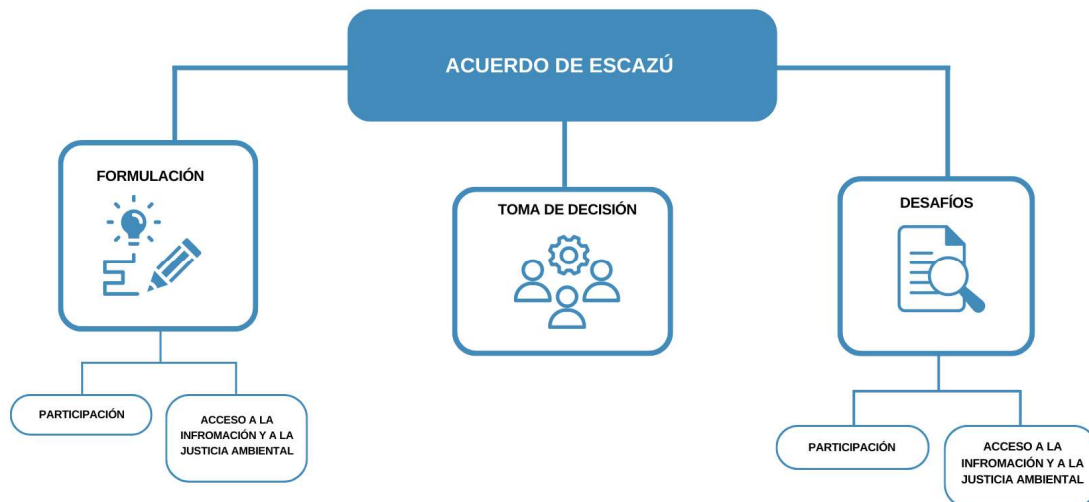 ACUERDO DE ESCAZÚ
FORMULACIÓN
TOMA DE DECISIÓN
DESAFÍOS
PARTICIPACIÓN
ACCESO A LA
INFROMACIÓN Y A LA
JUSTICIA AMBIENTAL
PARTICIPACIÓN
ACCESO A LA
INFROMACIÓN Y A LA
JUSTICIA AMBIENTAL